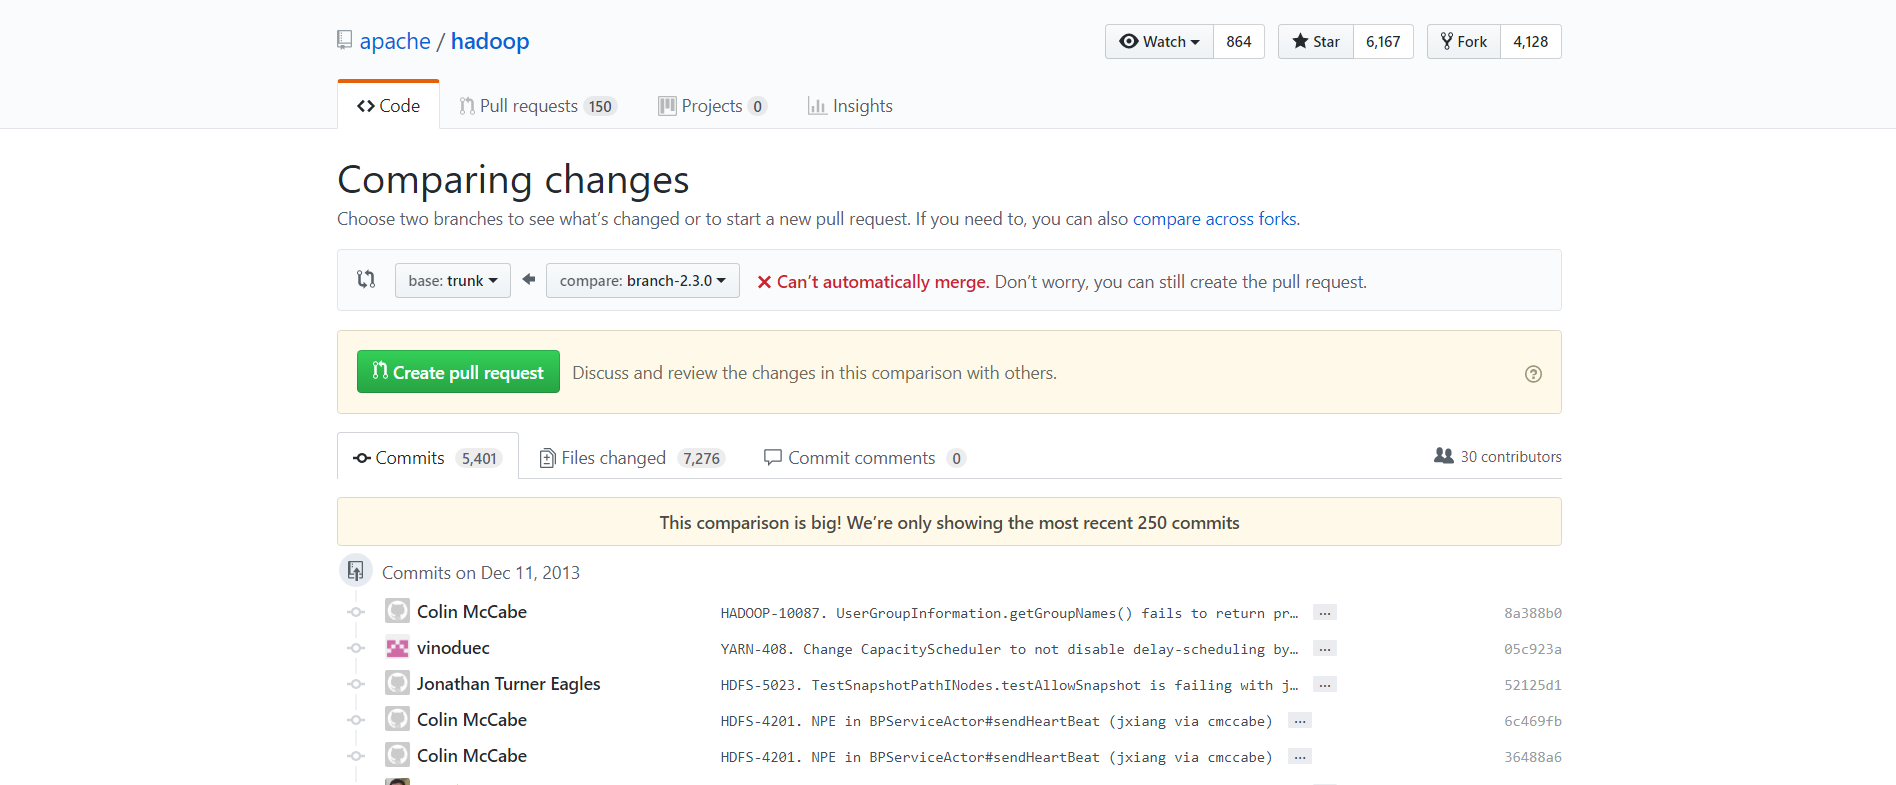 apache / hadoop
Watch 864 Star 6,167 Fork 4,128
Code Pull requests 150 Projects 0 Insights
Comparing changes
Choose two branches to see what’s changed or to start a new pull request. If you need to, you can also compare across forks.
base: trunk compare: branch-2.3.0 Can’t automatically merge. Don’t worry, you can still create the pull request.
Create pull request Discuss and review the changes in this comparison with others.
Commits 5,401 Files changed 7,276 Commit comments 0 30 contributors
This comparison is big! We’re only showing the most recent 250 commits
Commits on Dec 11, 2013
Colin McCabe HADOOP-10087. UserGroupInformation.getGroupNames() fails to return pr… … 8a388b0
vinoduec YARN-408. Change CapacityScheduler to not disable delay-scheduling by… … 05c923a
Jonathan Turner Eagles HDFS-5023. TestSnapshotPathINodes.testAllowSnapshot is failing with j… … 52125d1
Colin McCabe HDFS-4201. NPE in BPServiceActor#sendHeartBeat (jxiang via cmccabe) … 6c469fb
Colin McCabe HDFS-4201. NPE in BPServiceActor#sendHeartBeat (jxiang via cmccabe) … 36488a6